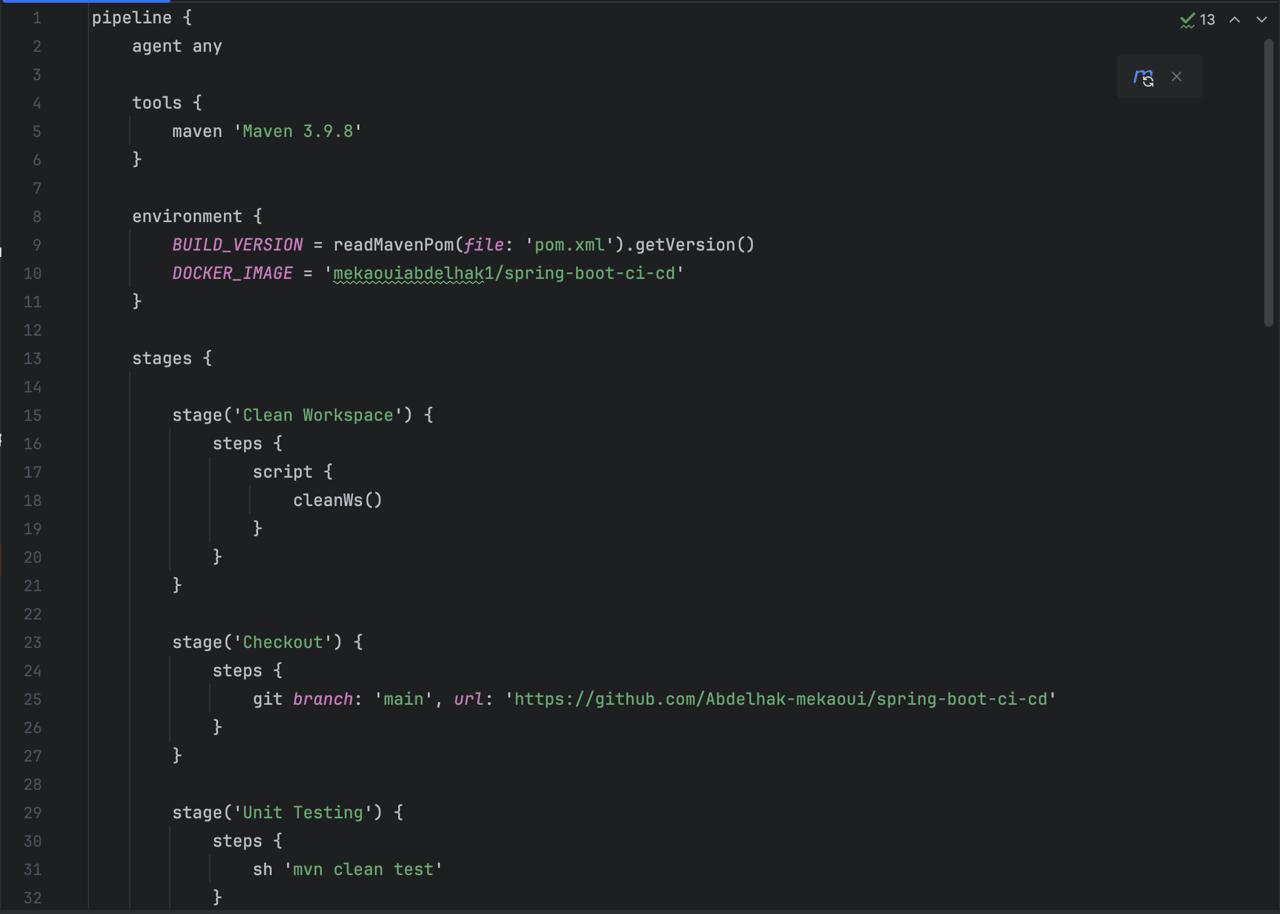 1 pipeline {
13
2     agent any
3
4     tools {
5         maven 'Maven 3.9.8'
6     }
7
8     environment {
9         BUILD_VERSION = readMavenPom(file: 'pom.xml').getVersion()
10         DOCKER_IMAGE = 'mekaouiabdelhak1/spring-boot-ci-cd'
11     }
12
13     stages {
14
15         stage('Clean Workspace') {
16             steps {
17                 script {
18                     cleanWs()
19                 }
20             }
21         }
22
23         stage('Checkout') {
24             steps {
25                 git branch: 'main', url: 'https://github.com/Abdelhak-mekaoui/spring-boot-ci-cd'
26             }
27         }
28
29         stage('Unit Testing') {
30             steps {
31                 sh 'mvn clean test'
32             }